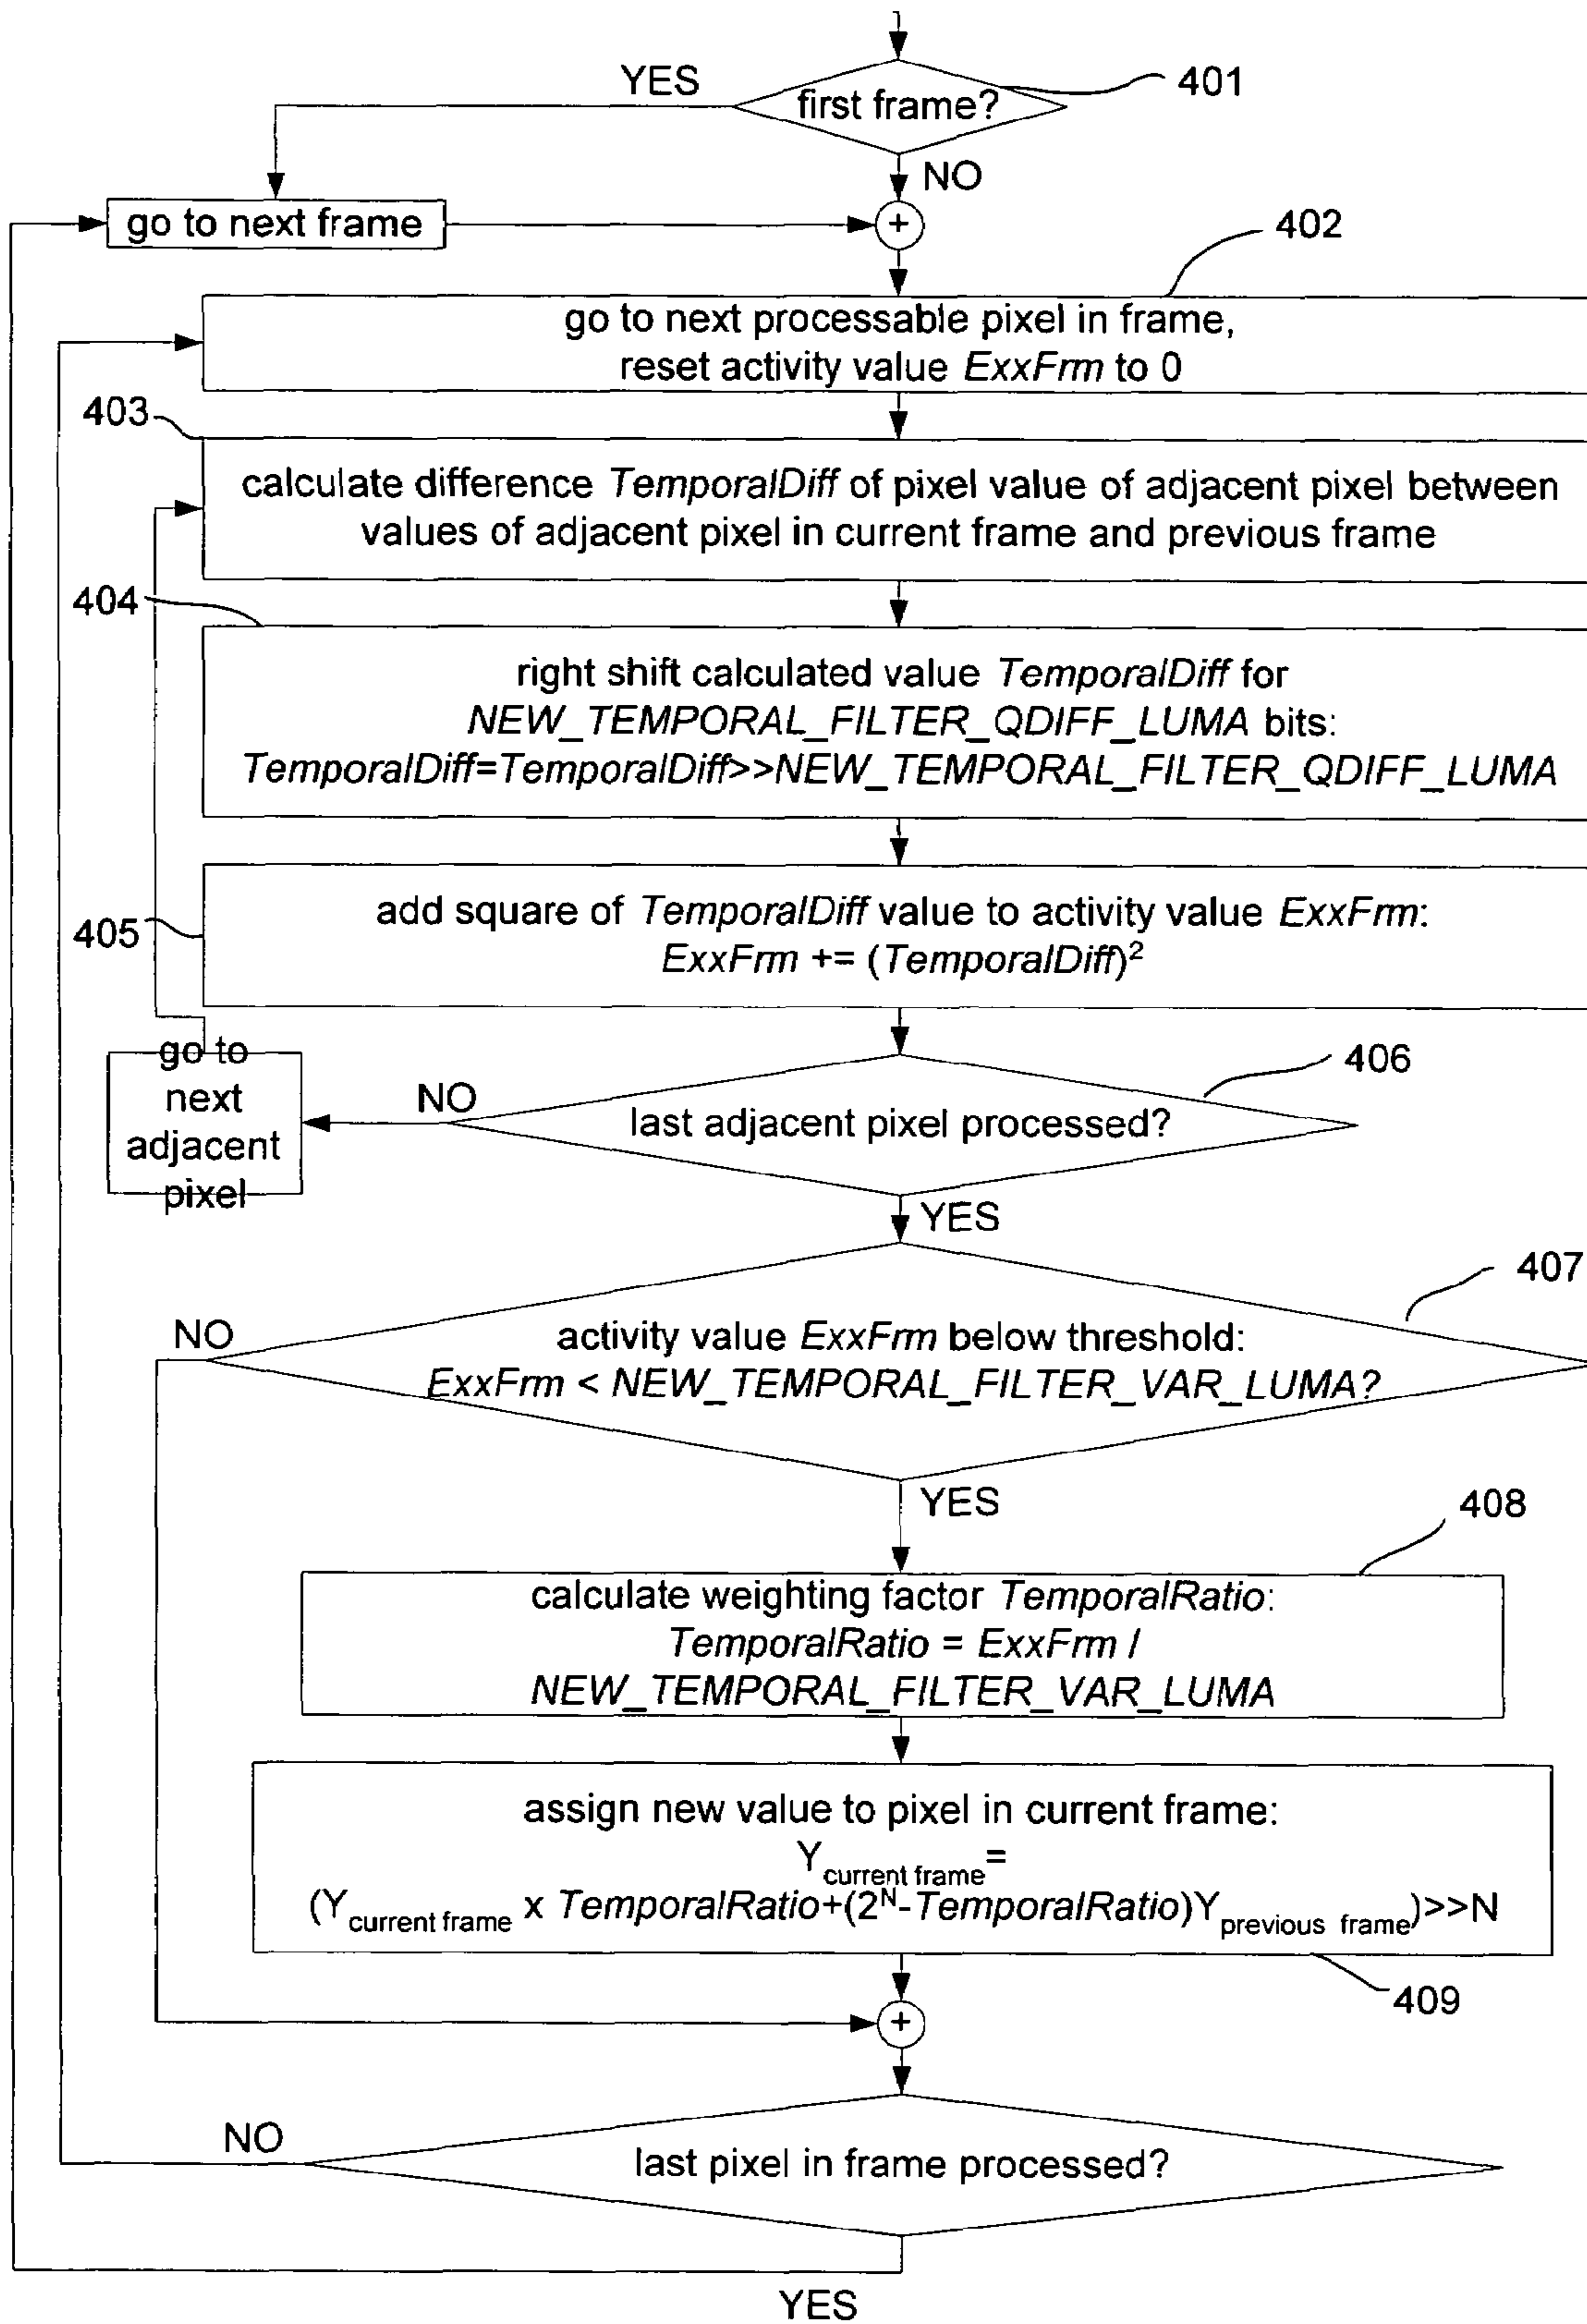 YES
first frame?
401
NO
go to next frame
+
402
go to next processable pixel in frame,
reset activity value ExxFrm to 0
403
calculate difference TemporalDiff of pixel value of adjacent pixel between
values of adjacent pixel in current frame and previous frame
404
right shift calculated value TemporalDiff for
NEW_TEMPORAL_FILTER_QDIFF_LUMA bits:
TemporalDiff=TemporalDiff>>NEW_TEMPORAL_FILTER_QDIFF_LUMA
405
add square of TemporalDiff value to activity value ExxFrm:
ExxFrm += (TemporalDiff)²
406
go to
next
adjacent
pixel
NO
last adjacent pixel processed?
YES
407
NO
activity value ExxFrm below threshold:
ExxFrm < NEW_TEMPORAL_FILTER_VAR_LUMA?
YES
408
calculate weighting factor TemporalRatio:
TemporalRatio = ExxFrm /
NEW_TEMPORAL_FILTER_VAR_LUMA
assign new value to pixel in current frame:
Y current frame =
(Y current frame x TemporalRatio+(2ᴺ-TemporalRatio)Y previous frame)>>N
409
+
NO
last pixel in frame processed?
YES